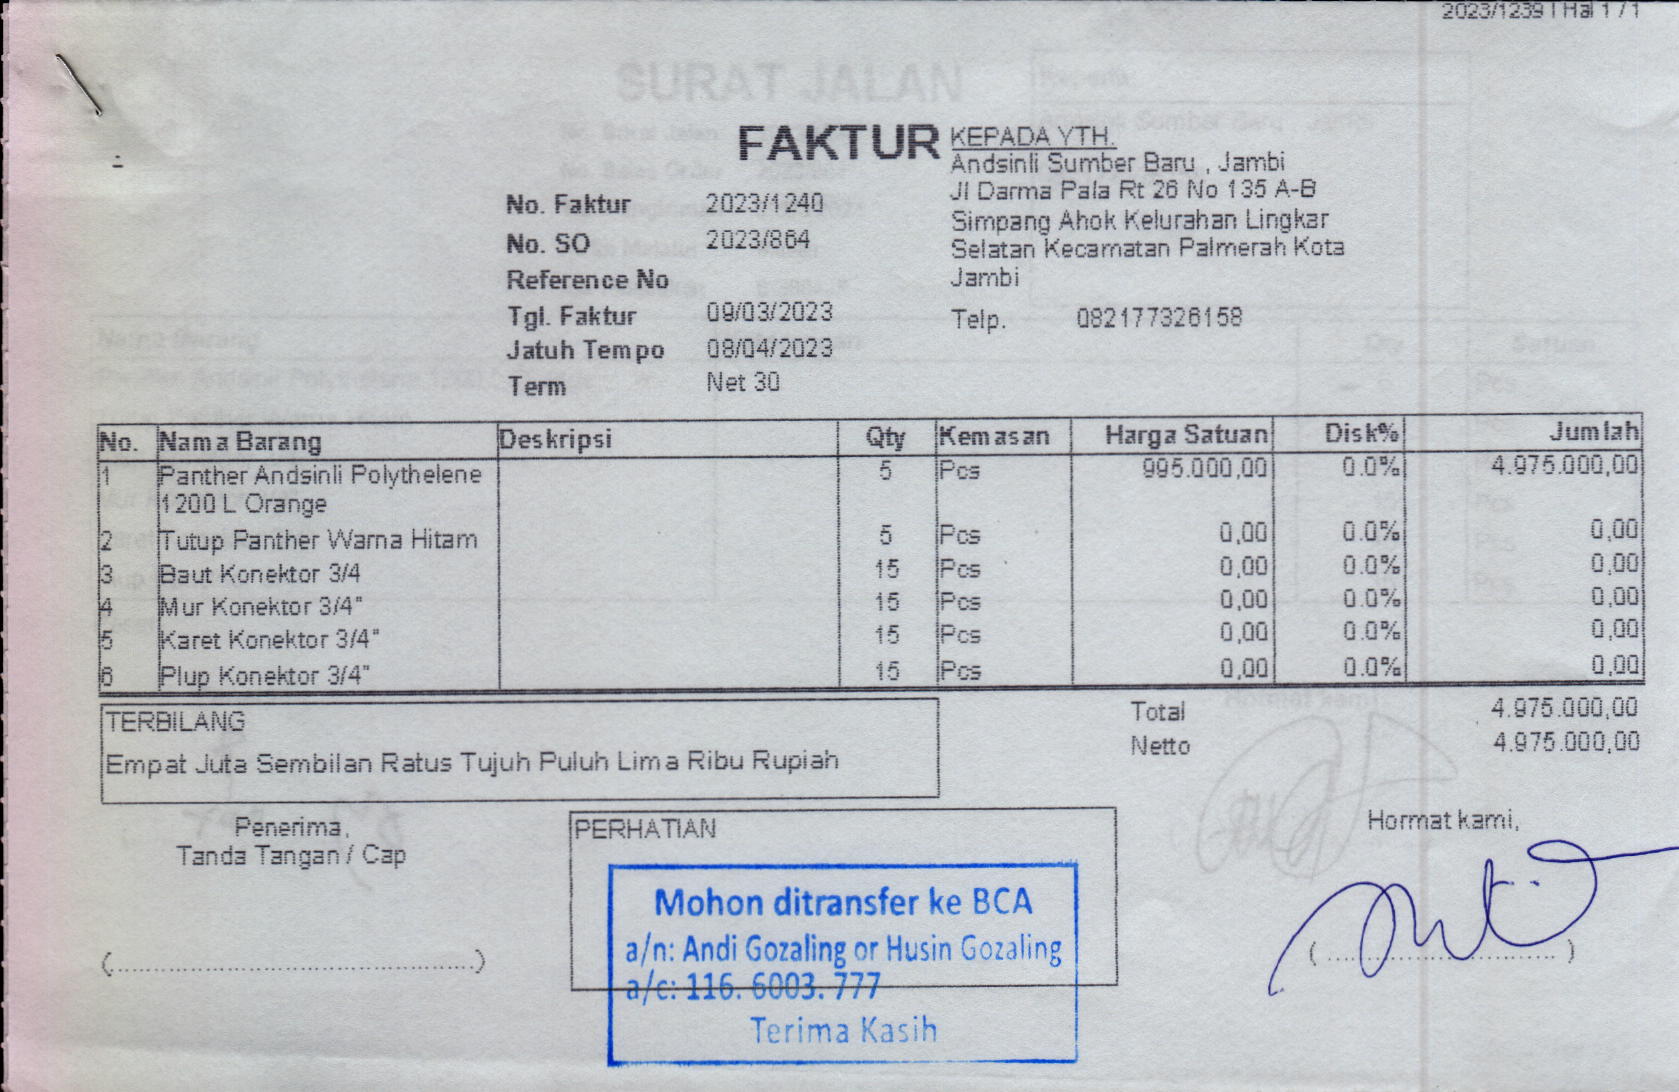 2023/1239 | Hal 1 / 1
SURAT JALAN
FAKTUR
KEPADA YTH.
Andsinli Sumber Baru , Jambi
Jl Darma Pala Rt 26 No 135 A-B
Simpang Ahok Kelurahan Lingkar
Selatan Kecamatan Palmerah Kota
Jambi
Telp. 082177326158
No. Faktur 2023/1240
No. SO 2023/864
Reference No
Tgl. Faktur 09/03/2023
Jatuh Tempo 08/04/2023
Term Net 30
No. Nama Barang Deskripsi Qty Kemasan Harga Satuan Disk% Jumlah
1 Panther Andsinli Polythelene 5 Pcs 995.000,00 0.0% 4.975.000,00
1200 L Orange
2 Tutup Panther Warna Hitam 5 Pcs 0,00 0.0% 0,00
3 Baut Konektor 3/4 15 Pcs 0,00 0.0% 0,00
4 Mur Konektor 3/4" 15 Pcs 0,00 0.0% 0,00
5 Karet Konektor 3/4" 15 Pcs 0,00 0.0% 0,00
6 Plup Konektor 3/4" 15 Pcs 0,00 0.0% 0,00
TERBILANG
Empat Juta Sembilan Ratus Tujuh Puluh Lima Ribu Rupiah
Total 4.975.000,00
Netto 4.975.000,00
Penerima,
Tanda Tangan / Cap
PERHATIAN
Mohon ditransfer ke BCA
a/n: Andi Gozaling or Husin Gozaling
a/c: 116. 6003. 777
Terima Kasih
Hormat kami,